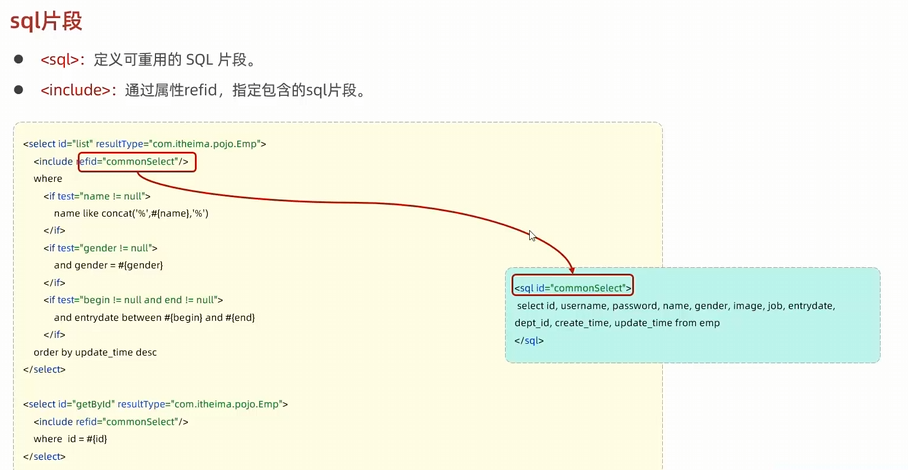 sql片段
<sql>：定义可重用的 SQL 片段。
<include>：通过属性refid，指定包含的sql片段。
<select id="list" resultType="com.itheima.pojo.Emp">
<include refid="commonSelect"/>
where
<if test="name != null">
name like concat('%',#{name},'%')
</if>
<if test="gender != null">
and gender = #{gender}
</if>
<if test="begin != null and end != null">
and entrydate between #{begin} and #{end}
</if>
order by update_time desc
</select>
<select id="getById" resultType="com.itheima.pojo.Emp">
<include refid="commonSelect"/>
where id = #{id}
</select>
<sql id="commonSelect">
select id, username, password, name, gender, image, job, entrydate,
dept_id, create_time, update_time from emp
</sql>